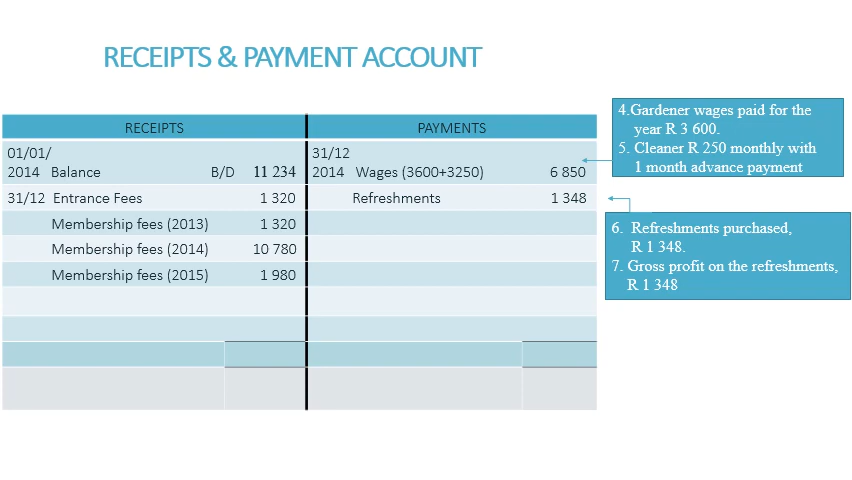 RECEIPTS & PAYMENT ACCOUNT
RECEIPTS PAYMENTS
01/01/
2014 Balance B/D 11 234
31/12
2014 Wages (3600+3250) 6 850
31/12 Entrance Fees 1 320 Refreshments 1 348
Membership fees (2013) 1 320
Membership fees (2014) 10 780
Membership fees (2015) 1 980
4.Gardener wages paid for the
year R 3 600.
5. Cleaner R 250 monthly with
1 month advance payment
6. Refreshments purchased,
R 1 348.
7. Gross profit on the refreshments,
R 1 348